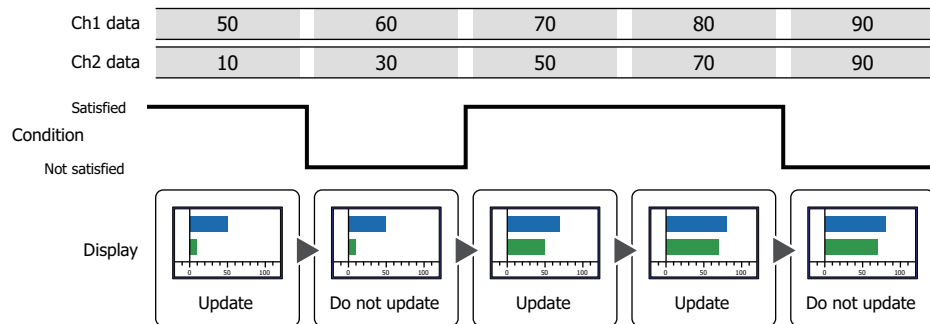 Ch1 data 50 60 70 80 90
Ch2 data 10 30 50 70 90
Satisfied
Condition
Not satisfied
Display
0 50 100
0 50 100
0 50 100
0 50 100
0 50 100
Update Do not update Update Update Do not update